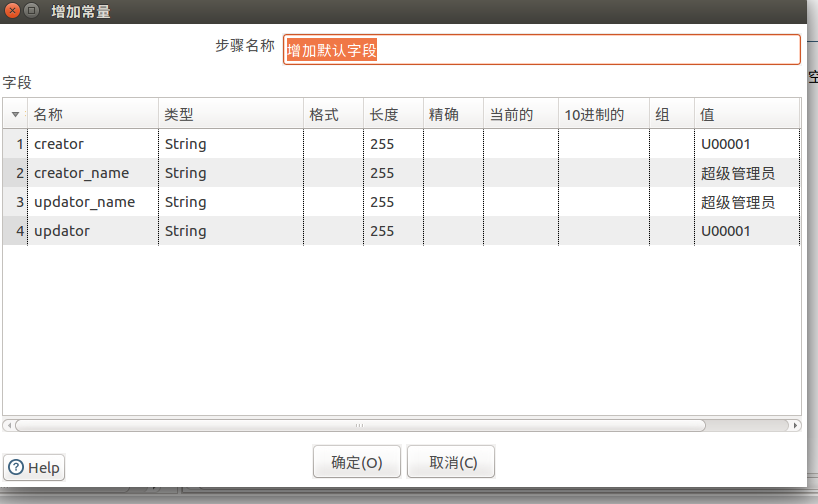 增加常量
步骤名称 增加默认字段
空
字段
名称 类型 格式 长度 精确 当前的 10进制的 组 值
1 creator String 255 U00001
2 creator_name String 255 超级管理员
3 updator_name String 255 超级管理员
4 updator String 255 U00001
确定(O) 取消(C)
Help